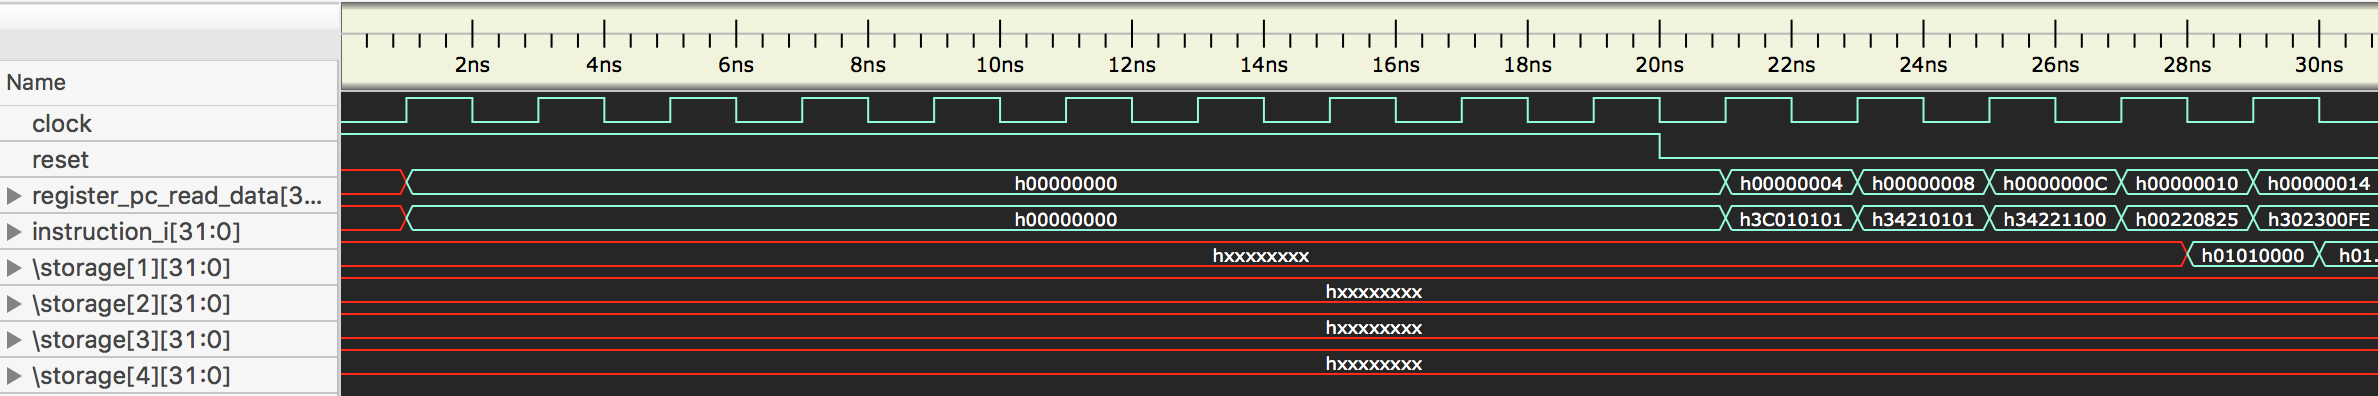 2ns 4ns 6ns 8ns 10ns 12ns 14ns 16ns 18ns 20ns 22ns 24ns 26ns 28ns 30ns
Name
clock
reset
register_pc_read_data[3... h00000000 h00000004 h00000008 h0000000C h00000010 h00000014
instruction_i[31:0] h00000000 h3C010101 h34210101 h34221100 h00220825 h302300FE
\storage[1][31:0] hxxxxxxxx h01010000 h01.
\storage[2][31:0] hxxxxxxxx
\storage[3][31:0] hxxxxxxxx
\storage[4][31:0] hxxxxxxxx